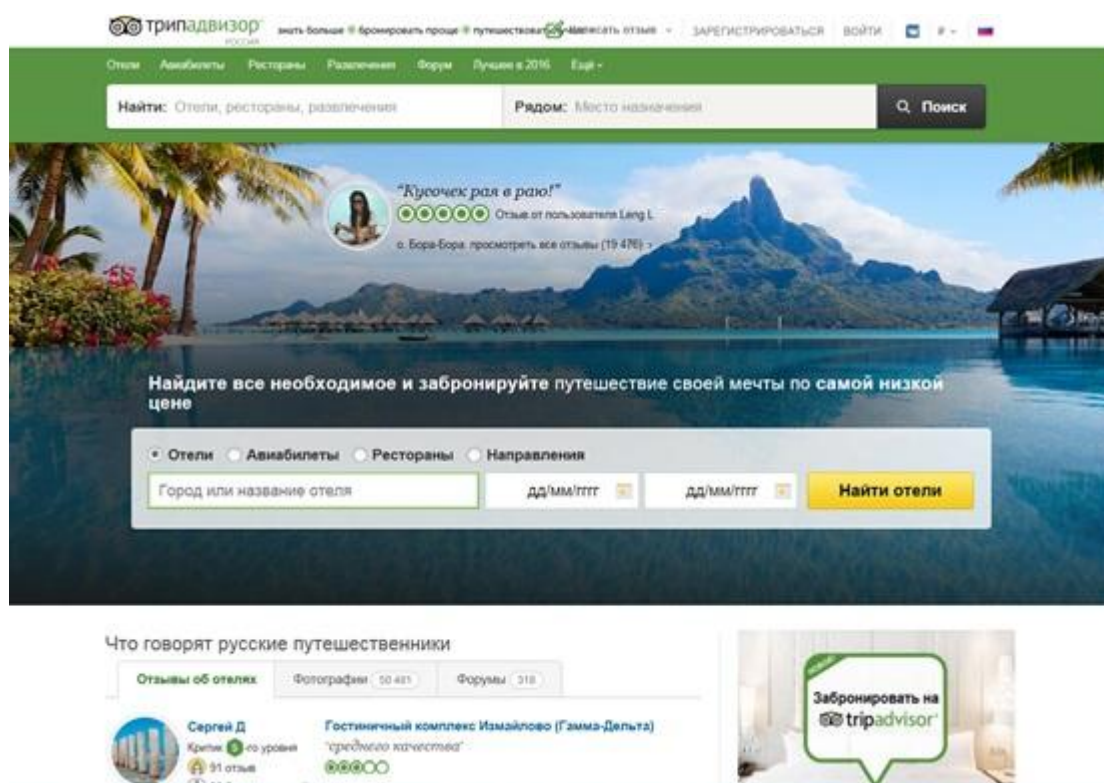 трипадвизор
РОССИЯ
знать больше бронировать проще
Написать отзыв
ЗАРЕГИСТРИРОВАТЬСЯ ВОЙТИ
Отели Авиабилеты Рестораны Развлечения Форум Лучшее в 2016 Ещё
Найти: Отели, рестораны, развлечения Рядом: Место назначения Поиск
"Кусочек рая в раю!"
Отзыв от пользователя Leng L
о. Бора-Бора: просмотреть все отзывы (19 476) ›
Найдите все необходимое и забронируйте путешествие своей мечты по самой низкой
цене
Отели Авиабилеты Рестораны Направления
Город или название отеля дд/мм/гггг дд/мм/гггг Найти отели
Что говорят русские путешественники
Отзывы об отелях Фотографии 50 481 Форумы 318
Сергей Д Гостиничный комплекс Измайлово (Гамма-Дельта)
Критик 5-го уровня "среднего качества"
91 отзыв
Забронировать на
tripadvisor